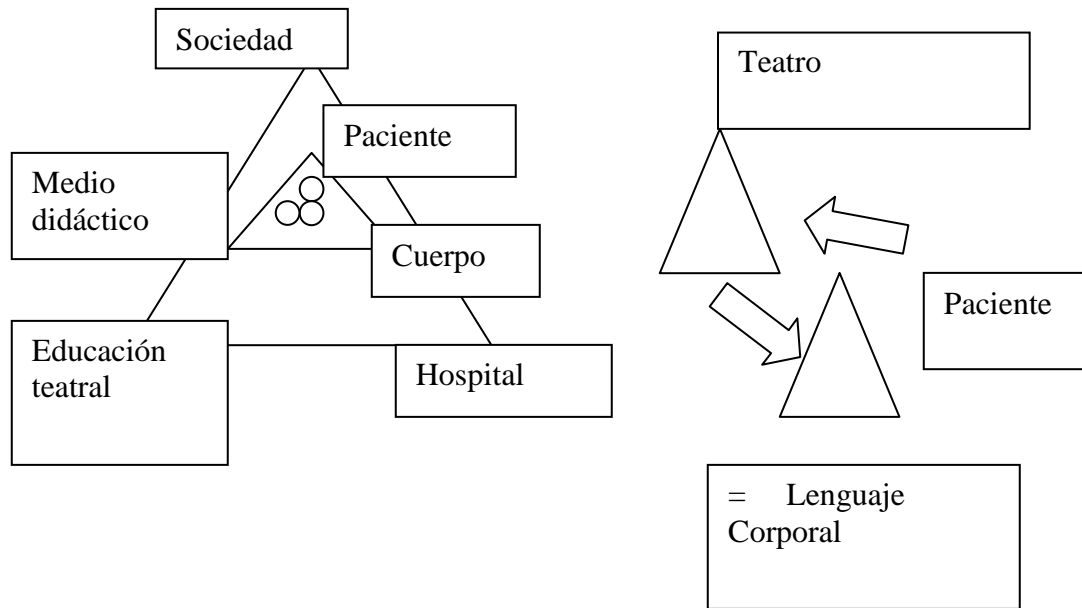 Sociedad
Paciente
Medio
didáctico
Cuerpo
Educación
teatral
Hospital
Teatro
Paciente
= Lenguaje
Corporal